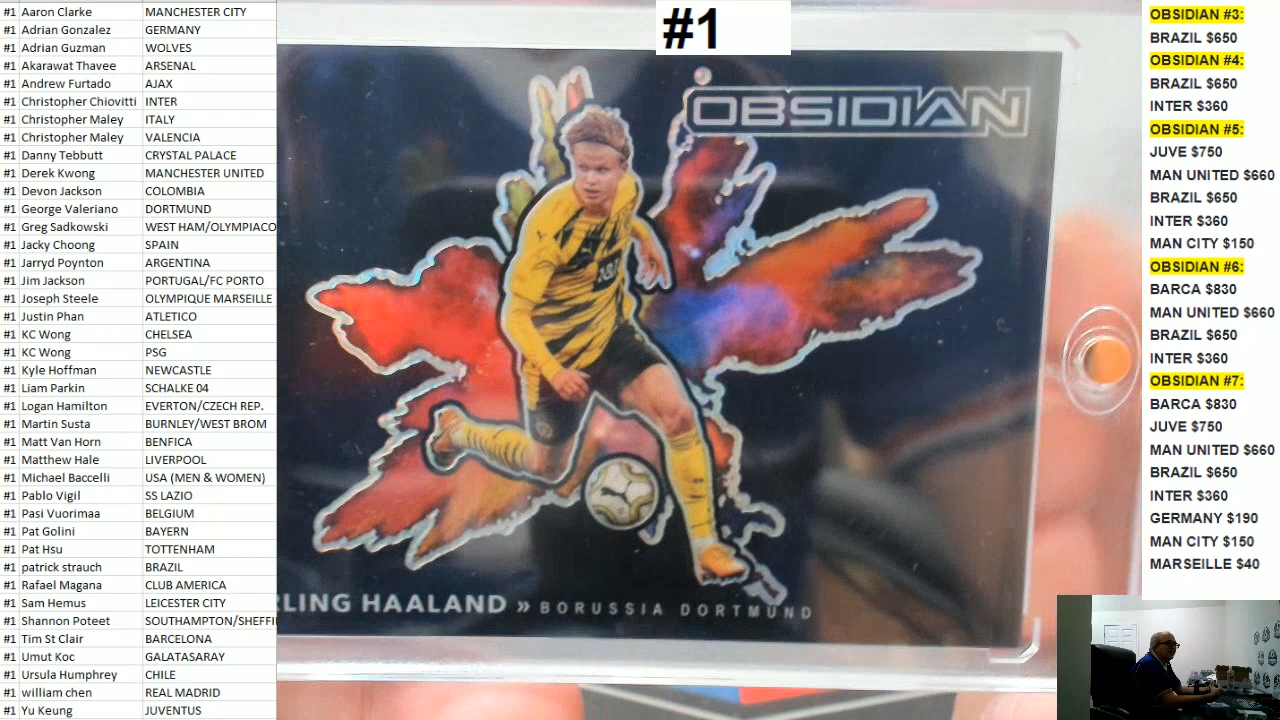 #1 Aaron Clarke MANCHESTER CITY
#1 Adrian Gonzalez GERMANY
#1 Adrian Guzman WOLVES
#1 Akarawat Thavee ARSENAL
#1 Andrew Furtado AJAX
#1 Christopher Chiovitti INTER
#1 Christopher Maley ITALY
#1 Christopher Maley VALENCIA
#1 Danny Tebbutt CRYSTAL PALACE
#1 Derek Kwong MANCHESTER UNITED
#1 Devon Jackson COLOMBIA
#1 George Valeriano DORTMUND
#1 Greg Sadkowski WEST HAM/OLYMPIACO
#1 Jacky Choong SPAIN
#1 Jarryd Poynton ARGENTINA
#1 Jim Jackson PORTUGAL/FC PORTO
#1 Joseph Steele OLYMPIQUE MARSEILLE
#1 Justin Phan ATLETICO
#1 KC Wong CHELSEA
#1 KC Wong PSG
#1 Kyle Hoffman NEWCASTLE
#1 Liam Parkin SCHALKE 04
#1 Logan Hamilton EVERTON/CZECH REP.
#1 Martin Susta BURNLEY/WEST BROM
#1 Matt Van Horn BENFICA
#1 Matthew Hale LIVERPOOL
#1 Michael Baccelli USA (MEN & WOMEN)
#1 Pablo Vigil SS LAZIO
#1 Pasi Vuorimaa BELGIUM
#1 Pat Golini BAYERN
#1 Pat Hsu TOTTENHAM
#1 patrick strauch BRAZIL
#1 Rafael Magana CLUB AMERICA
#1 Sam Hemus LEICESTER CITY
#1 Shannon Poteet SOUTHAMPTON/SHEFFI
#1 Tim St Clair BARCELONA
#1 Umut Koc GALATASARAY
#1 Ursula Humphrey CHILE
#1 william chen REAL MADRID
#1 Yu Keung JUVENTUS
#1
OBSIDIAN
RLING HAALAND » BORUSSIA DORTMUND
OBSIDIAN #3:
BRAZIL $650
OBSIDIAN #4:
BRAZIL $650
INTER $360
OBSIDIAN #5:
JUVE $750
MAN UNITED $660
BRAZIL $650
INTER $360
MAN CITY $150
OBSIDIAN #6:
BARCA $830
MAN UNITED $660
BRAZIL $650
INTER $360
OBSIDIAN #7:
BARCA $830
JUVE $750
MAN UNITED $660
BRAZIL $650
INTER $360
GERMANY $190
MAN CITY $150
MARSEILLE $40